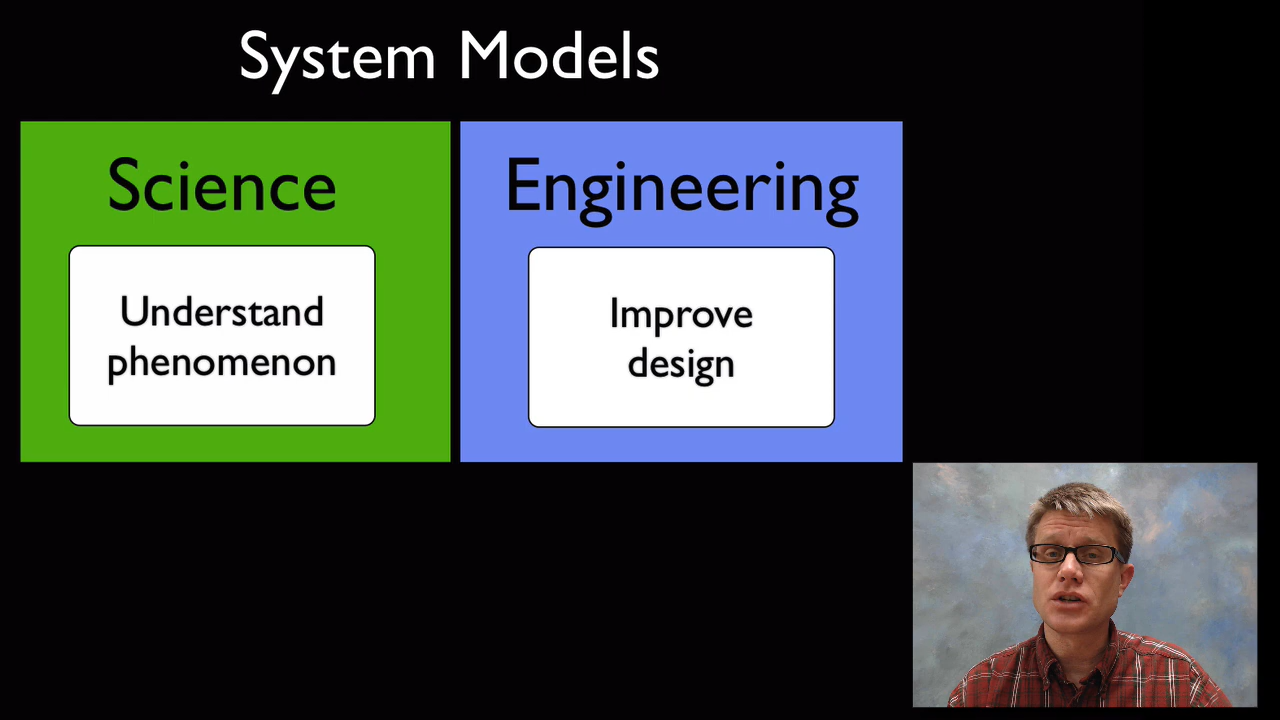 System Models
Science
Understand
phenomenon
Engineering
Improve
design